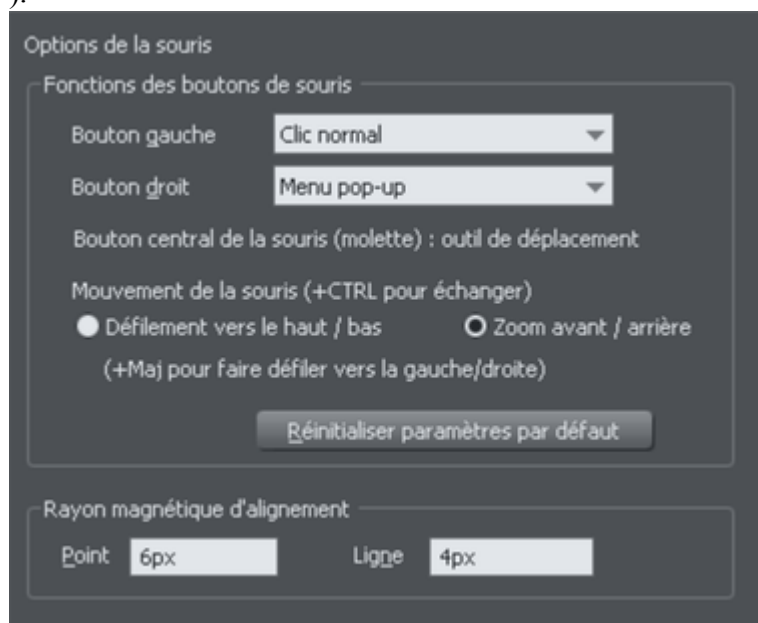 ).
Options de la souris
Fonctions des boutons de souris
Bouton gauche Clic normal
Bouton droit Menu pop-up
Bouton central de la souris (molette) : outil de déplacement
Mouvement de la souris (+CTRL pour échanger)
Défilement vers le haut / bas Zoom avant / arrière
(+Maj pour faire défiler vers la gauche/droite)
Réinitialiser paramètres par défaut
Rayon magnétique d'alignement
Point 6px Ligne 4px